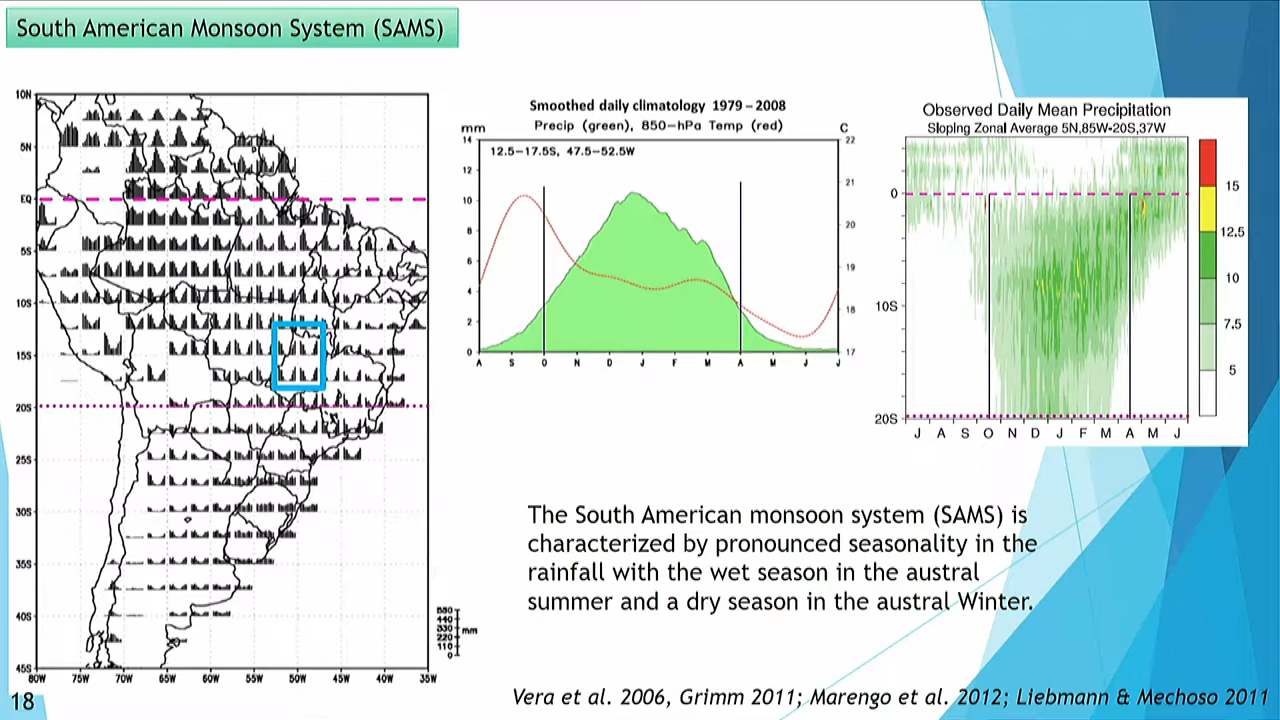 South American Monsoon System (SAMS)
10N
5N
EQ
5S
10S
15S
20S
25S
30S
35S
40S
45S
80W 75W 70W 65W 60W 55W 50W 45W 40W 35W
550
440
330
220
110
0
mm
Smoothed daily climatology 1979 – 2008
Precip (green), 850–hPa Temp (red)
mm
C
12.5–17.5S, 47.5–52.5W
14
12
10
8
6
4
2
0
22
21
20
19
18
17
A S O N D J F M A M J J
Observed Daily Mean Precipitation
Sloping Zonal Average 5N,85W-20S,37W
0
10S
20S
J A S O N D J F M A M J
15
12.5
10
7.5
5
The South American monsoon system (SAMS) is
characterized by pronounced seasonality in the
rainfall with the wet season in the austral
summer and a dry season in the austral Winter.
Vera et al. 2006, Grimm 2011; Marengo et al. 2012; Liebmann & Mechoso 2011
18